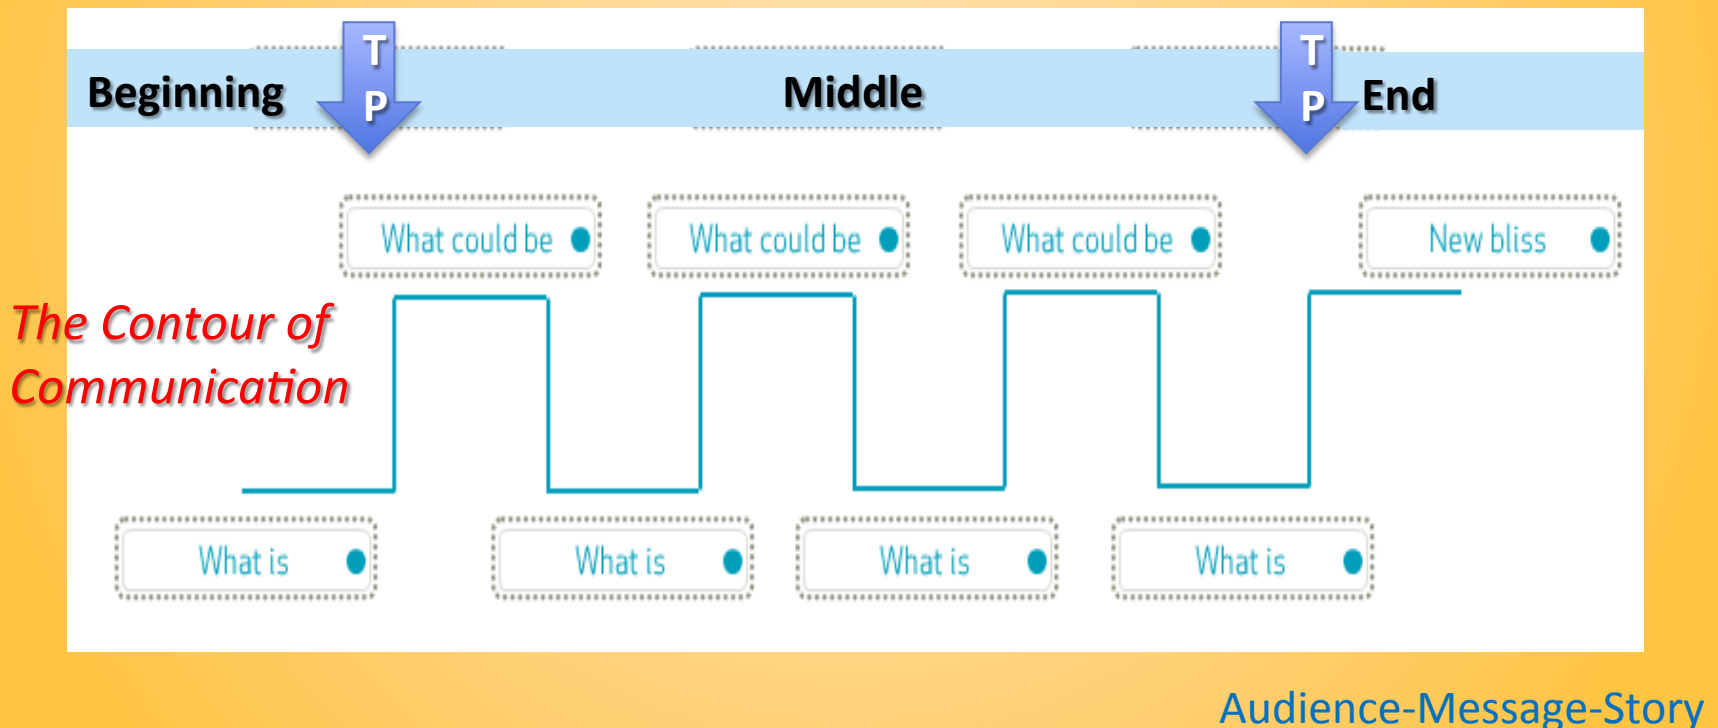 Beginning
T
P
Middle
T
P
End
What could be
What could be
What could be
New bliss
The Contour of
Communication
What is
What is
What is
What is
Audience-Message-Story